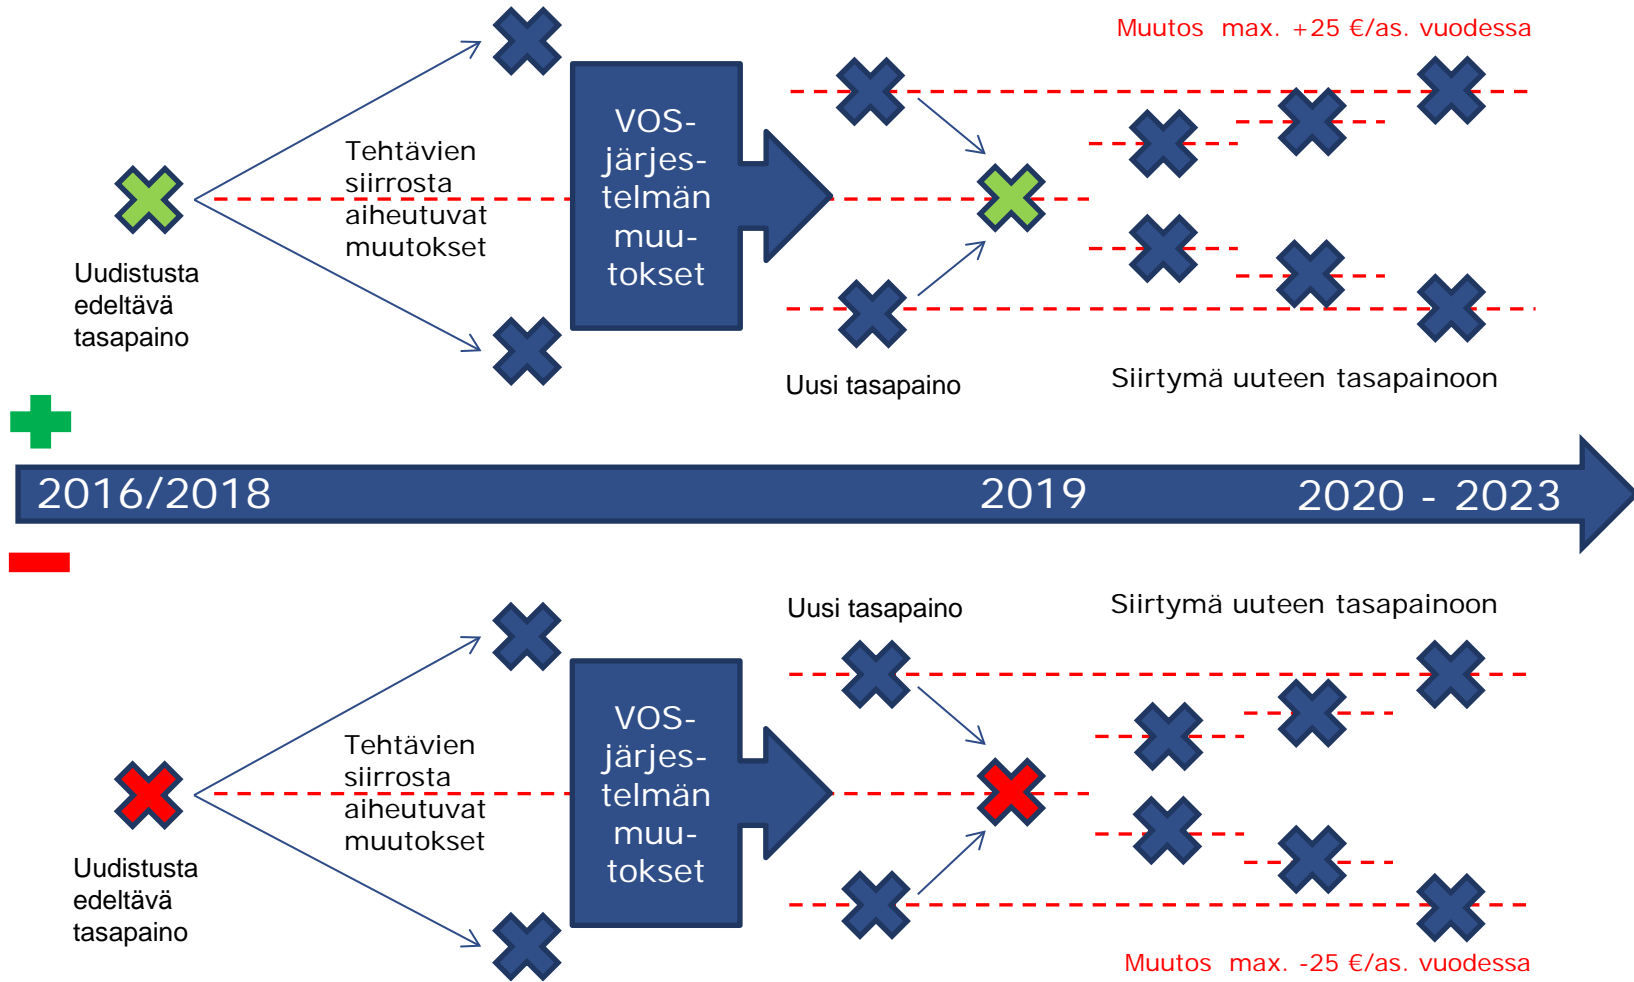 Muutos max. +25 €/as. vuodessa
VOS-
järjes-
telmän
muu-
tokset
Tehtävien
siirrosta
aiheutuvat
muutokset
Uudistusta
edeltävä
tasapaino
Uusi tasapaino
Siirtymä uuteen tasapainoon
2016/2018
2019
2020 - 2023
Uusi tasapaino
Siirtymä uuteen tasapainoon
VOS-
järjes-
telmän
muu-
tokset
Tehtävien
siirrosta
aiheutuvat
muutokset
Uudistusta
edeltävä
tasapaino
Muutos max. -25 €/as. vuodessa